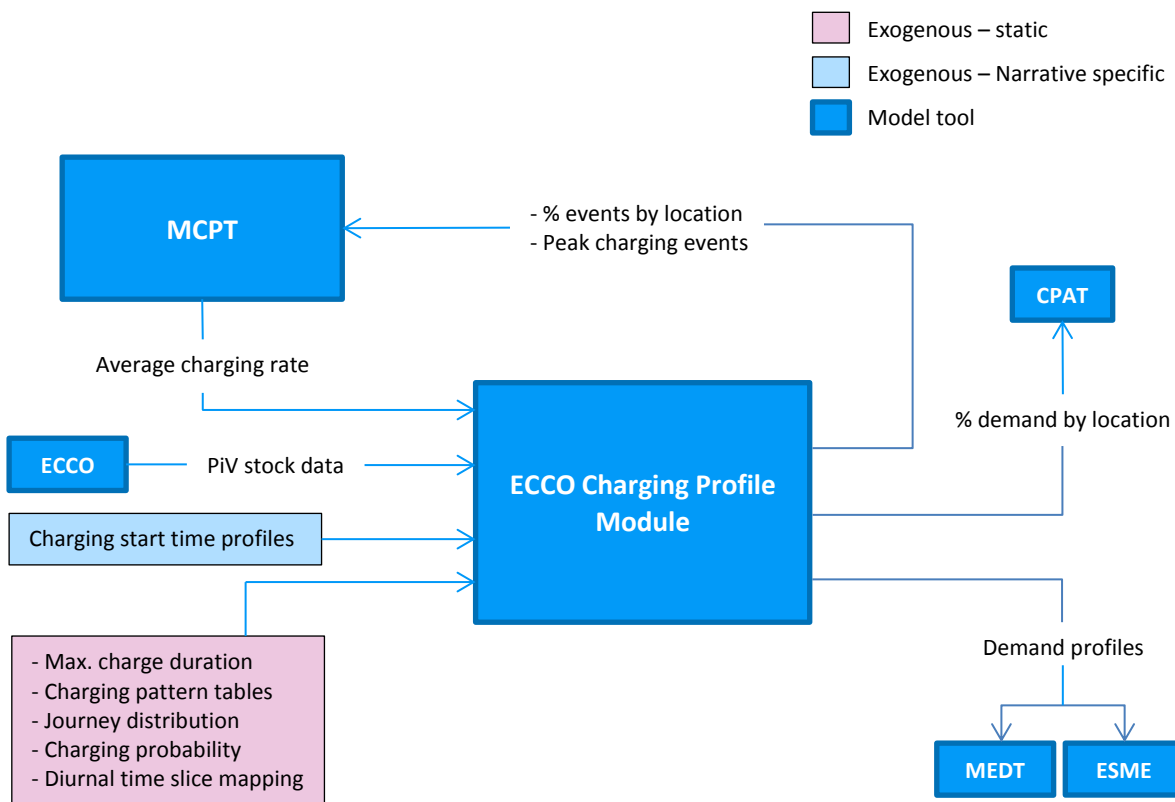 Exogenous – static
Exogenous – Narrative specific
Model tool
MCPT
- % events by location
- Peak charging events
CPAT
Average charging rate
% demand by location
ECCO
PiV stock data
ECCO Charging Profile
Module
Charging start time profiles
- Max. charge duration
- Charging pattern tables
- Journey distribution
- Charging probability
- Diurnal time slice mapping
Demand profiles
MEDT
ESME